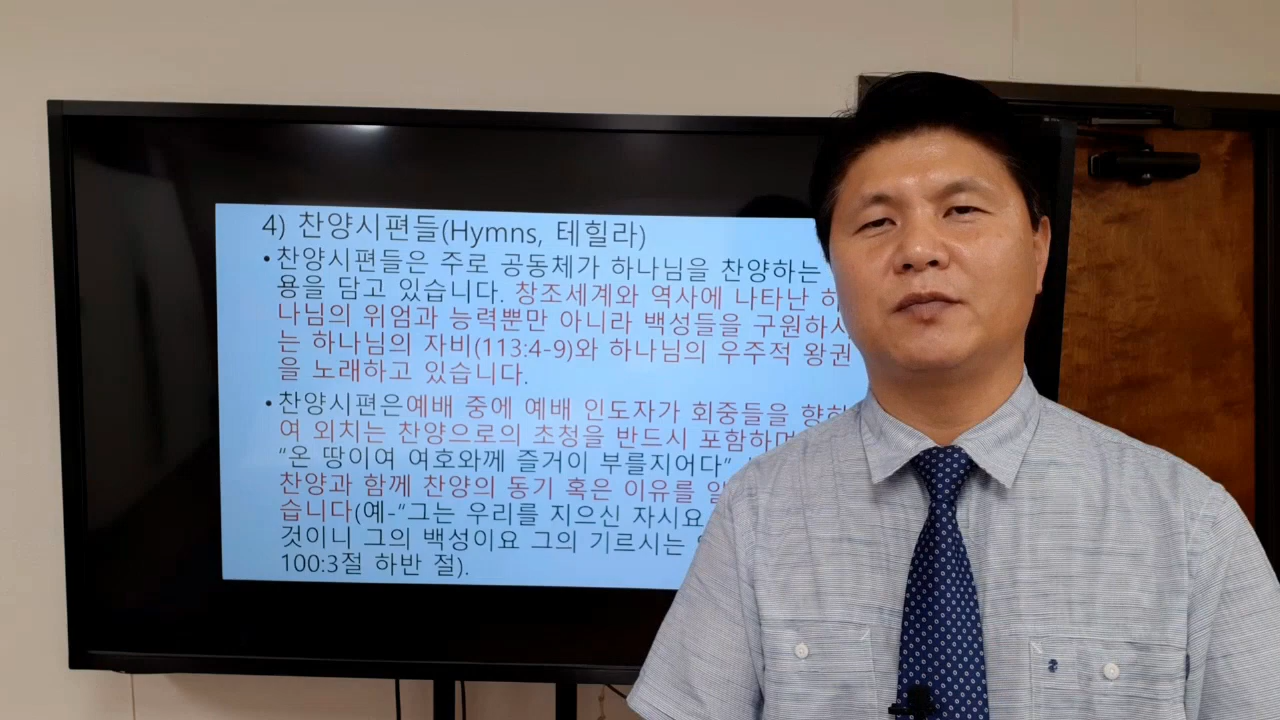 4) 찬양시편들(Hymns, 테힐라)
•찬양시편들은 주로 공동체가 하나님을 찬양하는
용을 담고 있습니다. 창조세계와 역사에 나타난 하
나님의 위엄과 능력뿐만 아니라 백성들을 구원하시
는 하나님의 자비(113:4-9)와 하나님의 우주적 왕권
을 노래하고 있습니다.
•찬양시편은예배 중에 예배 인도자가 회중들을 향하
여 외치는 찬양으로의 초청을 반드시 포함하며
“온 땅이여 여호와께 즐거이 부를지어다”
찬양과 함께 찬양의 동기 혹은 이유를
습니다(예-“그는 우리를 지으신 자시요
것이니 그의 백성이요 그의 기르시는
100:3절 하반 절).